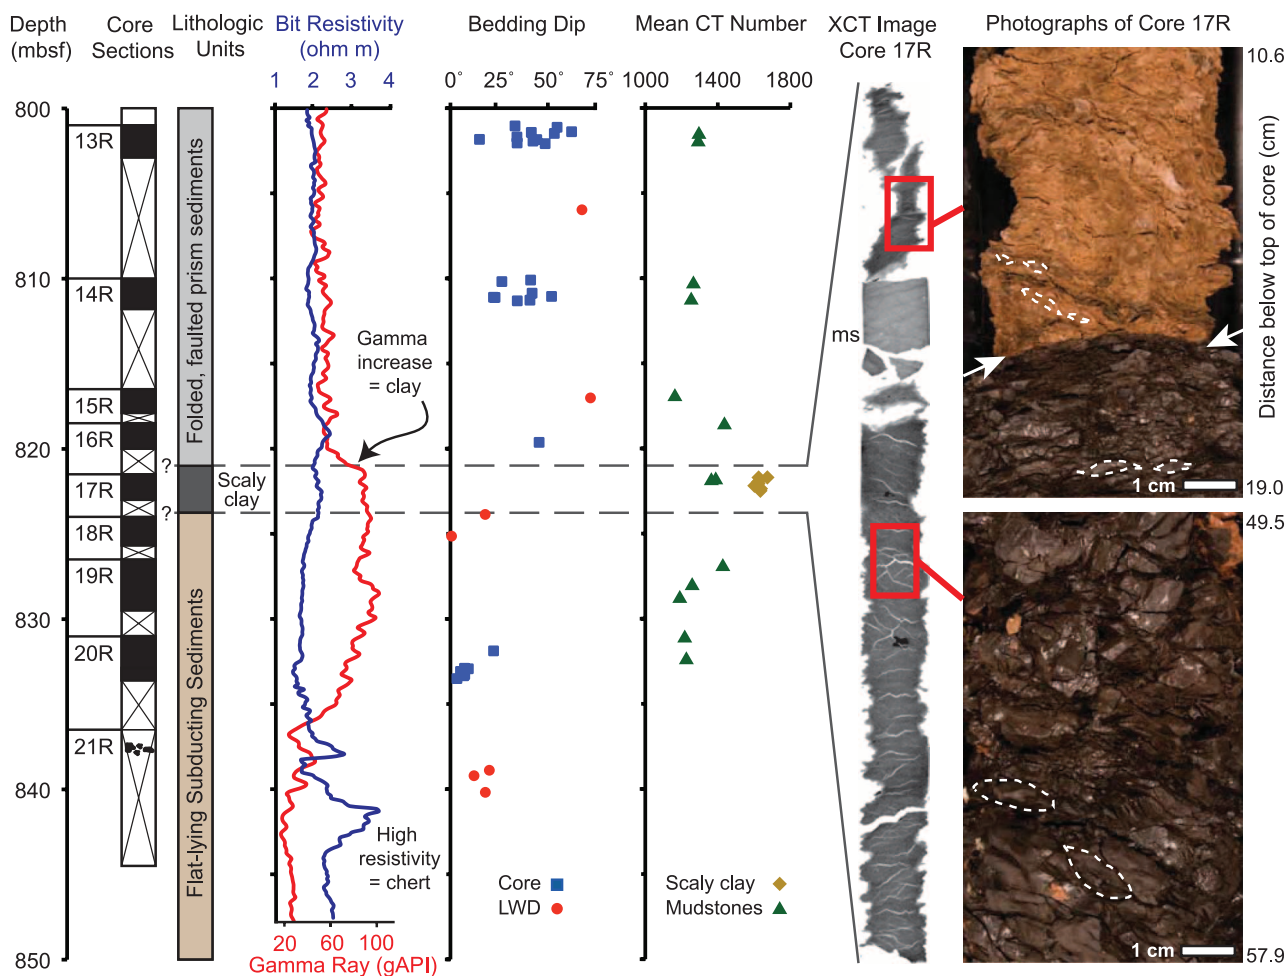 Depth
(mbsf)
Core
Sections
Lithologic
Units
Bit Resistivity
(ohm m)
Bedding Dip
Mean CT Number
XCT Image
Core 17R
Photographs of Core 17R
1 2 3 4
0° 25° 50° 75°
1000 1400 1800
800
810
820
830
840
850
13R
14R
15R
16R
17R
18R
19R
20R
21R
Folded, faulted prism sediments
?
Scaly
clay
?
Flat-lying Subducting Sediments
Gamma
increase
= clay
High
resistivity
= chert
20 60 100
Gamma Ray (gAPI)
Core
LWD
Scaly clay
Mudstones
ms
10.6
1 cm
19.0
49.5
1 cm
57.9
Distance below top of core (cm)